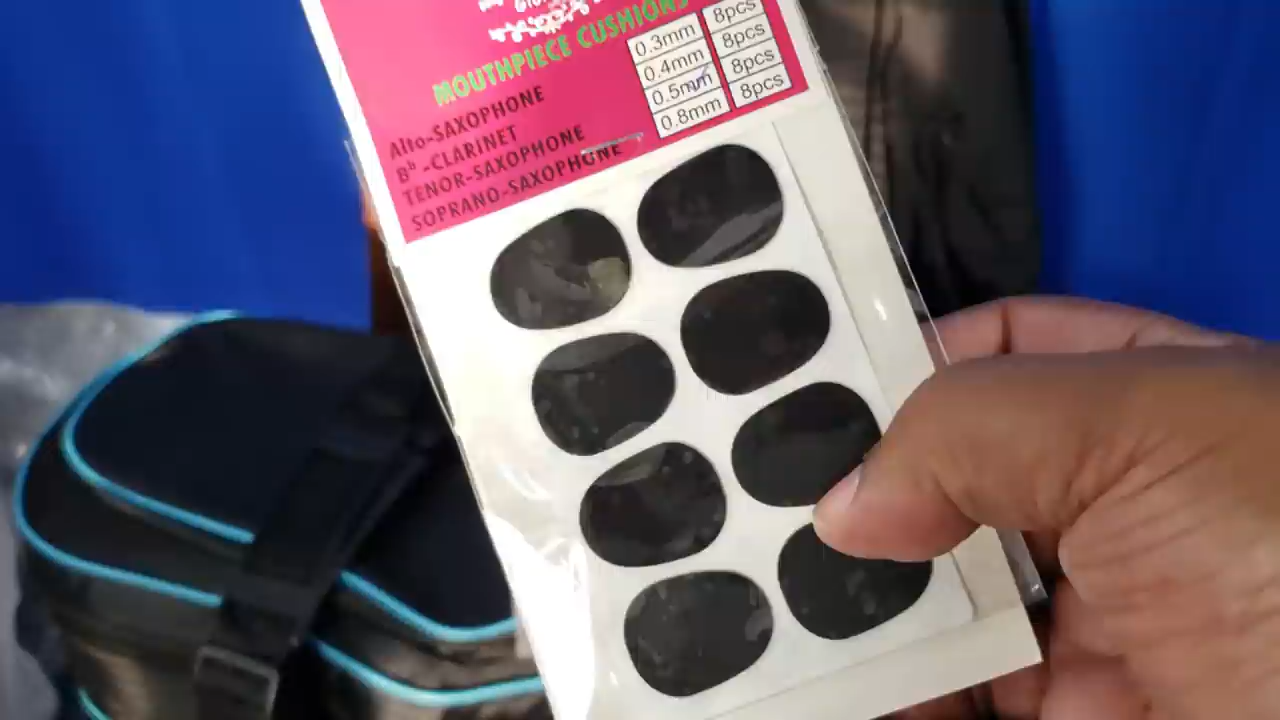 MOUTHPIECE CUSHIONS
Alto-SAXOPHONE
Bb -CLARINET
TENOR-SAXOPHONE
SOPRANO-SAXOPHONE
0.3mm 8pcs
0.4mm 8pcs
0.5mm 8pcs
0.8mm 8pcs